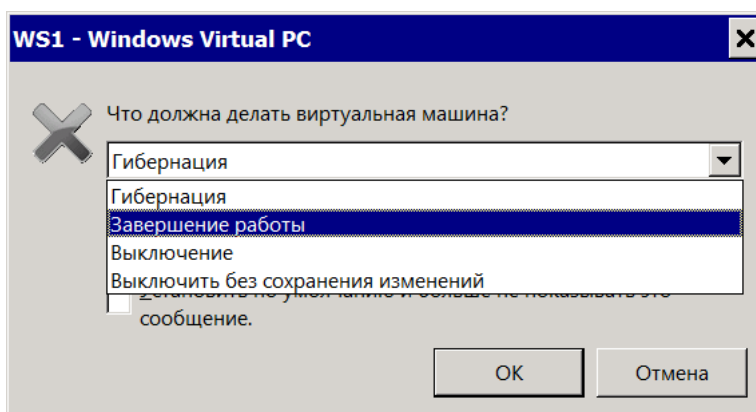 WS1 - Windows Virtual PC
Что должна делать виртуальная машина?
Гибернация
Гибернация
Завершение работы
Выключение
Выключить без сохранения изменений
сообщение.
OK
Отмена